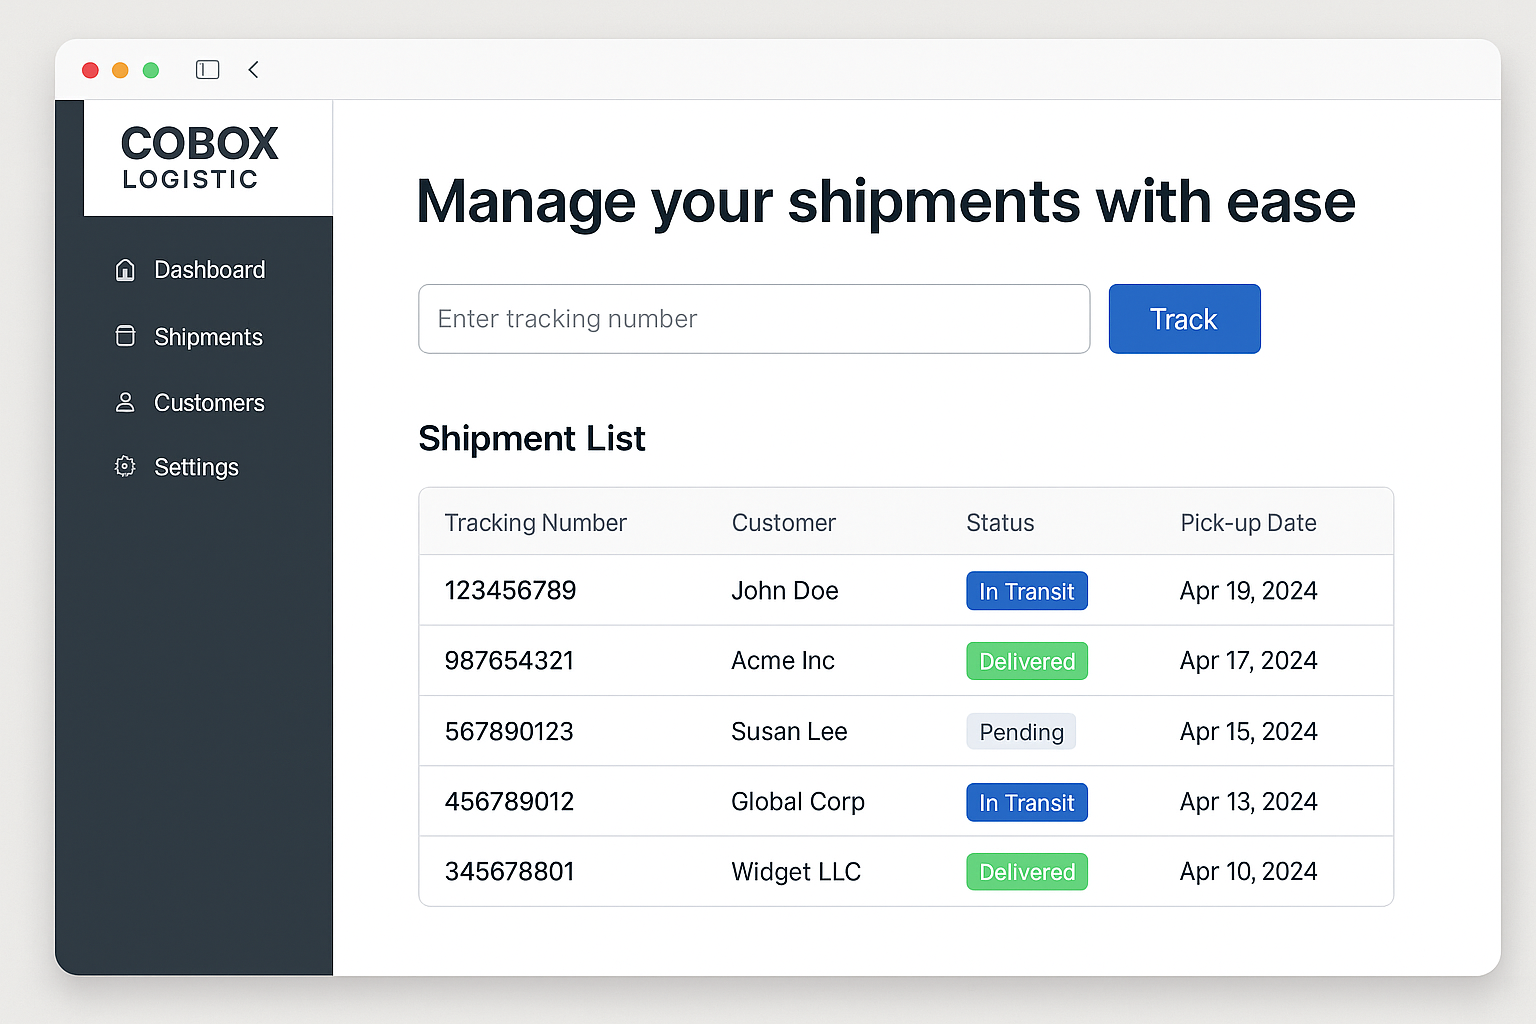 COBOX
LOGISTIC
Dashboard
Shipments
Customers
Settings
Manage your shipments with ease
Enter tracking number
Track
Shipment List
Tracking Number Customer Status Pick-up Date
123456789 John Doe In Transit Apr 19, 2024
987654321 Acme Inc Delivered Apr 17, 2024
567890123 Susan Lee Pending Apr 15, 2024
456789012 Global Corp In Transit Apr 13, 2024
345678801 Widget LLC Delivered Apr 10, 2024